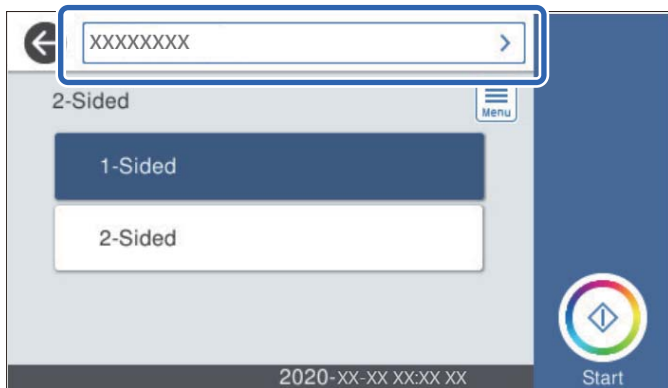 XXXXXXXX
2-Sided
Menu
1-Sided
2-Sided
2020-XX-XX XX:XX XX
Start